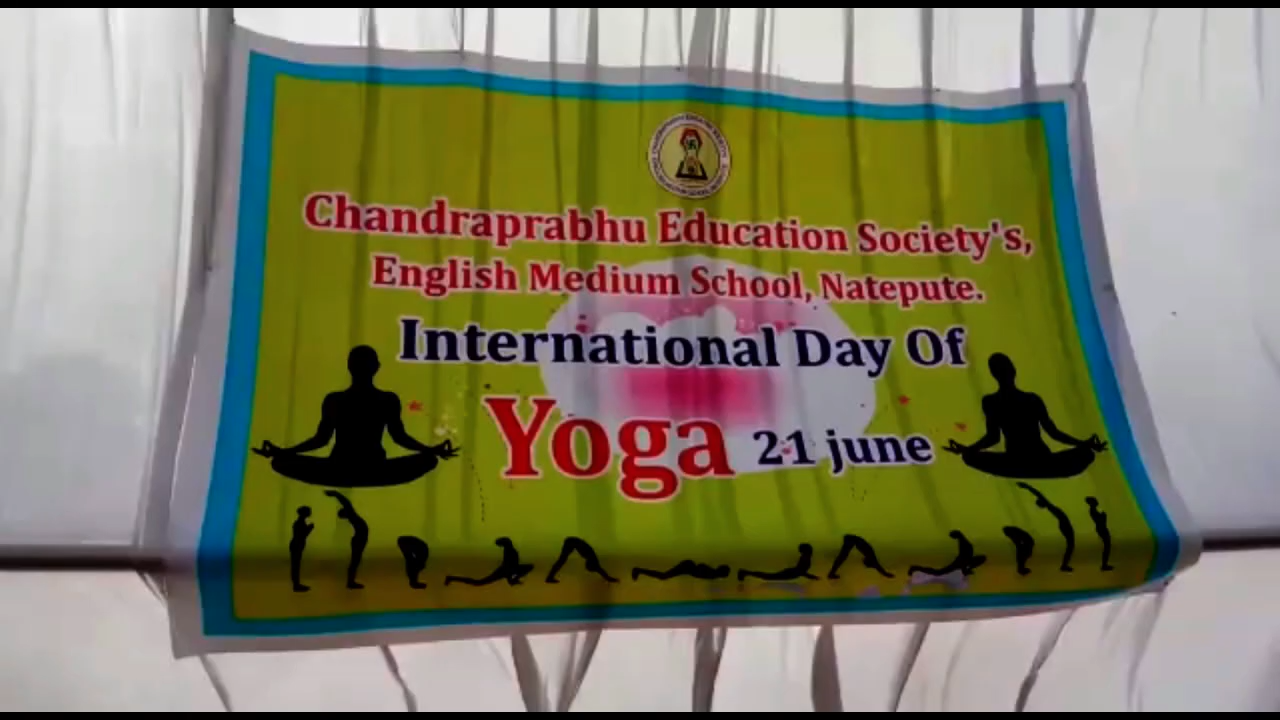 Chandraprabhu Education Society's,
English Medium School, Natepute.
International Day Of
Yoga 21 june